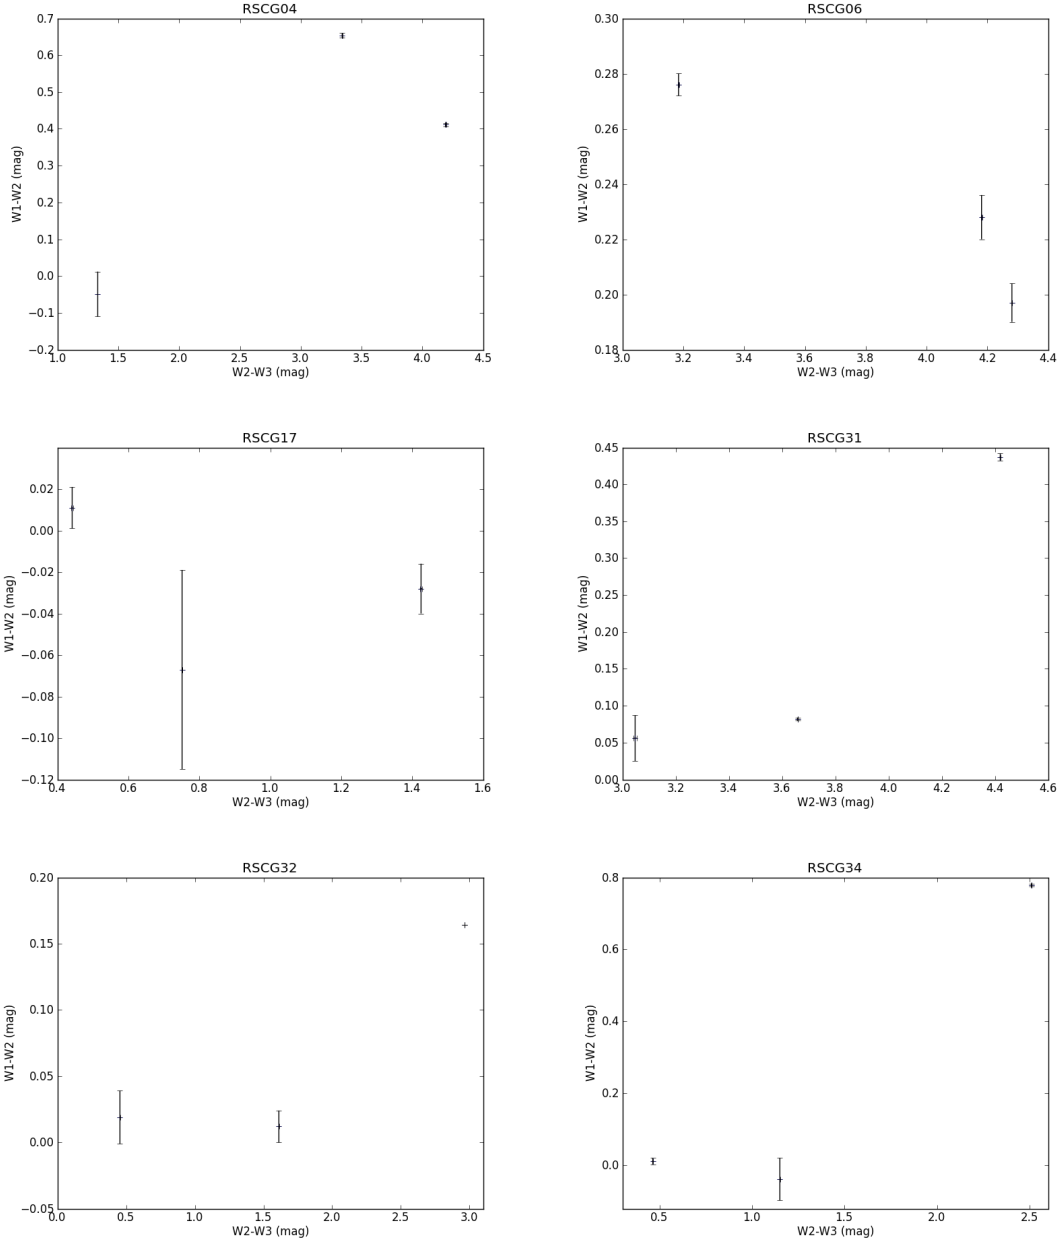 RSCG04
0.7
0.6
0.5
0.4
0.3
0.2
0.1
0.0
−0.1
−0.2
W1-W2 (mag)
1.0 1.5 2.0 2.5 3.0 3.5 4.0 4.5
W2-W3 (mag)
RSCG06
0.30
0.28
0.26
0.24
0.22
0.20
0.18
W1-W2 (mag)
3.0 3.2 3.4 3.6 3.8 4.0 4.2 4.4
W2-W3 (mag)
RSCG17
0.02
0.00
−0.02
−0.04
−0.06
−0.08
−0.10
−0.12
W1-W2 (mag)
0.4 0.6 0.8 1.0 1.2 1.4 1.6
W2-W3 (mag)
RSCG31
0.45
0.40
0.35
0.30
0.25
0.20
0.15
0.10
0.05
0.00
W1-W2 (mag)
3.0 3.2 3.4 3.6 3.8 4.0 4.2 4.4 4.6
W2-W3 (mag)
RSCG32
0.20
0.15
0.10
0.05
0.00
−0.05
W1-W2 (mag)
0.0 0.5 1.0 1.5 2.0 2.5 3.0
W2-W3 (mag)
RSCG34
0.8
0.6
0.4
0.2
0.0
W1-W2 (mag)
0.5 1.0 1.5 2.0 2.5
W2-W3 (mag)